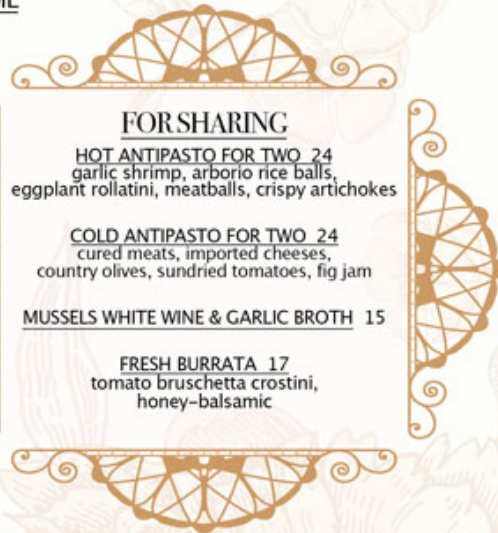 FOR SHARING
HOT ANTIPASTO FOR TWO 24
garlic shrimp, arborio rice balls,
eggplant rollatini, meatballs, crispy artichokes
COLD ANTIPASTO FOR TWO 24
cured meats, imported cheeses,
country olives, sundried tomatoes, fig jam
MUSSELS WHITE WINE & GARLIC BROTH 15
FRESH BURRATA 17
tomato bruschetta crostini,
honey-balsamic